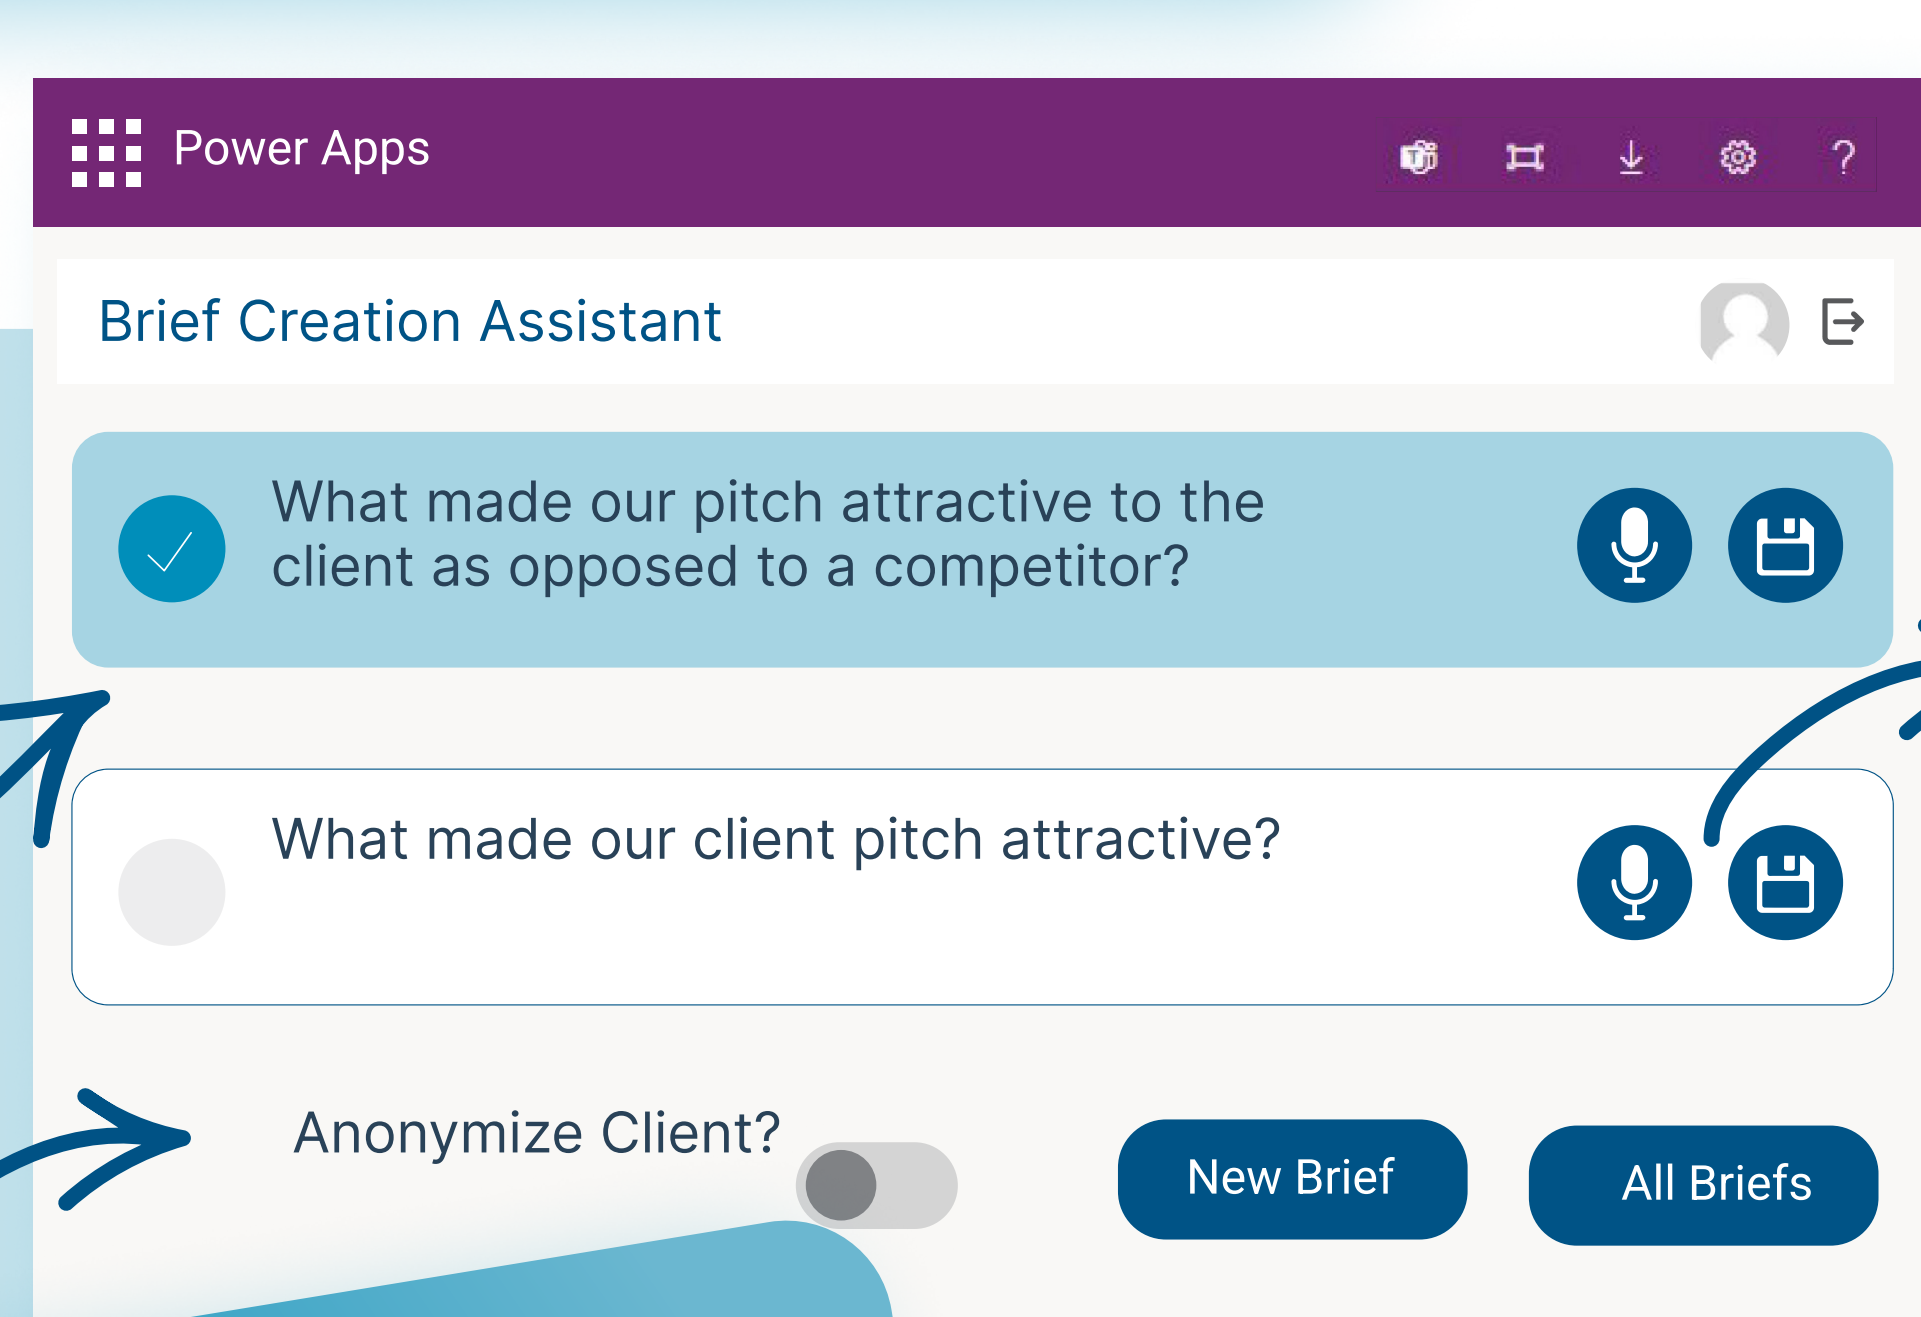 Power Apps
?
Brief Creation Assistant
What made our pitch attractive to the
client as opposed to a competitor?
What made our client pitch attractive?
Anonymize Client?
New Brief
All Briefs